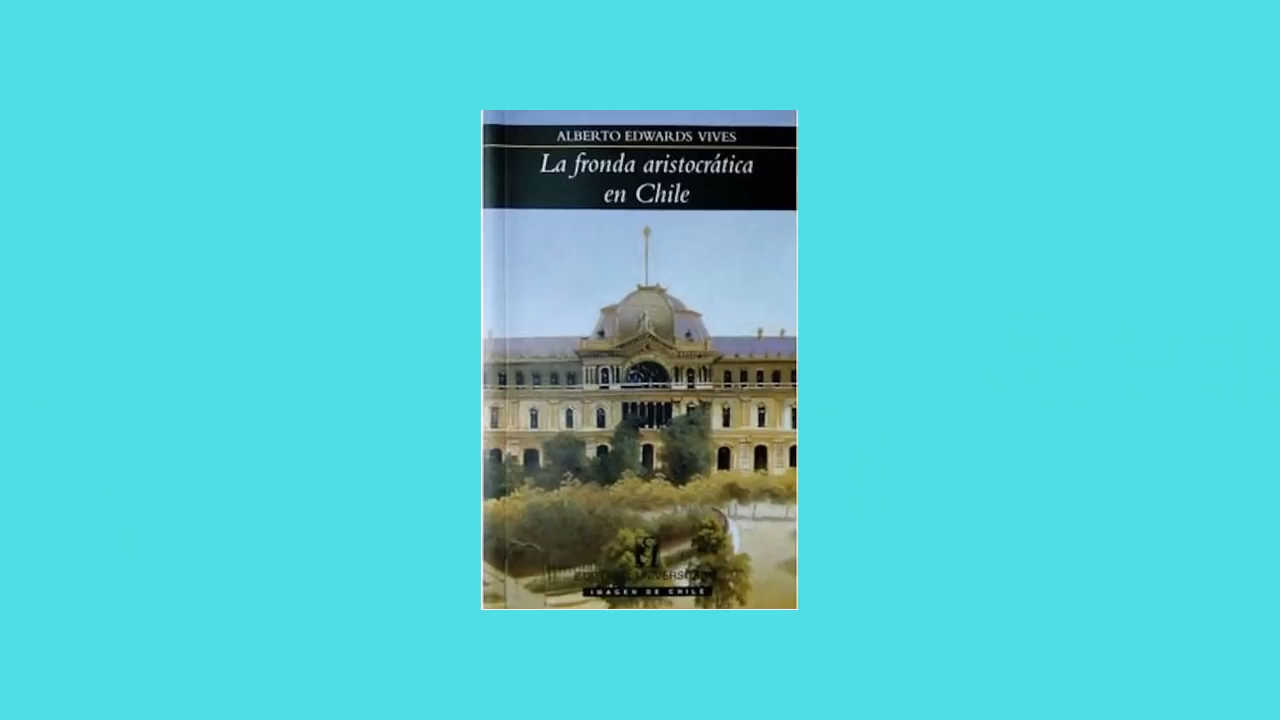 ALBERTO EDWARDS VIVES
La fronda aristocrática
en Chile
IMAGEN DE CHILE